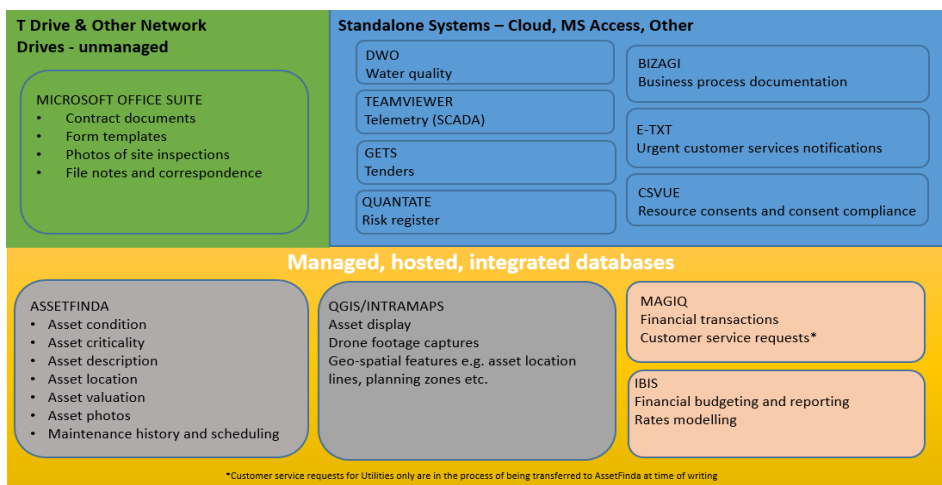 T Drive & Other Network
Drives - unmanaged
MICROSOFT OFFICE SUITE
• Contract documents
• Form templates
• Photos of site inspections
• File notes and correspondence
Standalone Systems – Cloud, MS Access, Other
DWO
Water quality
TEAMVIEWER
Telemetry (SCADA)
GETS
Tenders
QUANTATE
Risk register
BIZAGI
Business process documentation
E-TXT
Urgent customer services notifications
CSVUE
Resource consents and consent compliance
Managed, hosted, integrated databases
ASSETFINDA
• Asset condition
• Asset criticality
• Asset description
• Asset location
• Asset valuation
• Asset photos
• Maintenance history and scheduling
QGIS/INTRAMAPS
Asset display
Drone footage captures
Geo-spatial features e.g. asset location
lines, planning zones etc.
MAGIQ
Financial transactions
Customer service requests*
IBIS
Financial budgeting and reporting
Rates modelling
*Customer service requests for Utilities only are in the process of being transferred to AssetFinda at time of writing